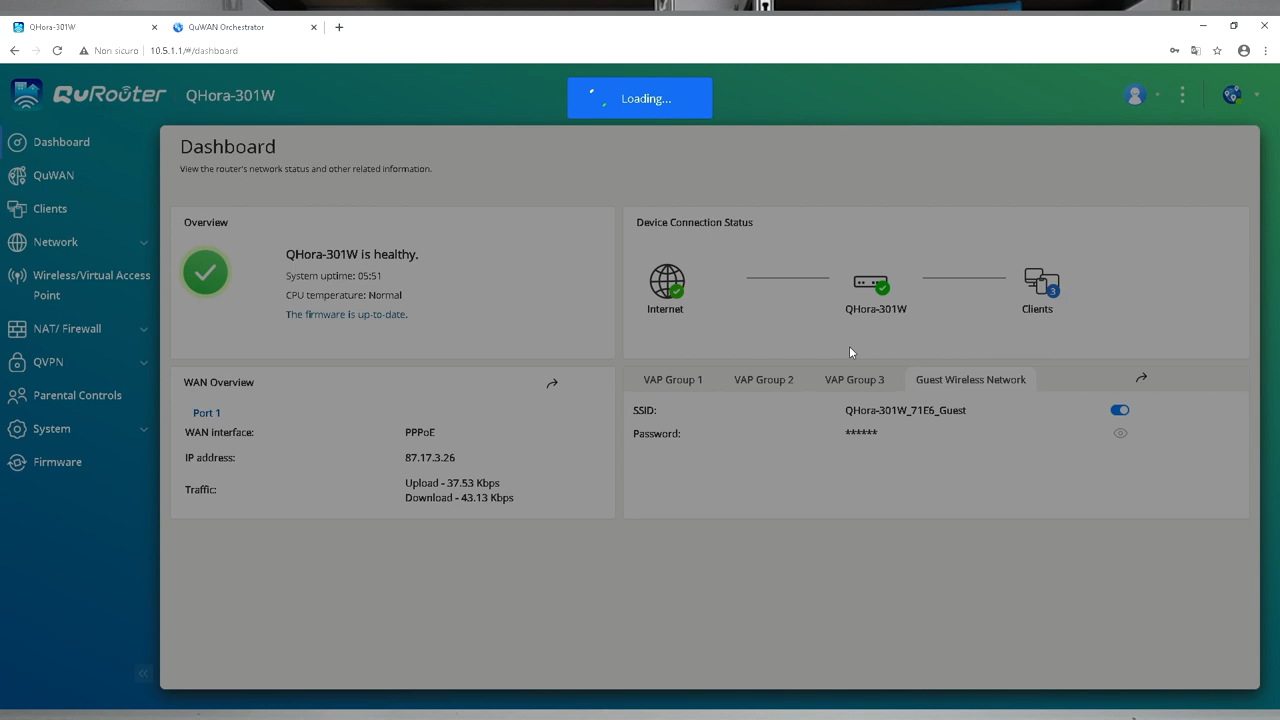 QHora-301W
QuWAN Orchestrator
Non sicuro
10.5.1.1/#/dashboard
QuRouter
QHora-301W
Loading...
Dashboard
QuWAN
Clients
Network
Wireless/Virtual Access
Point
NAT/ Firewall
QVPN
Parental Controls
System
Firmware
Dashboard
View the router's network status and other related information.
Overview
QHora-301W is healthy.
System uptime: 05:51
CPU temperature: Normal
The firmware is up-to-date.
Device Connection Status
Internet
QHora-301W
3
Clients
WAN Overview
Port 1
WAN interface: PPPoE
IP address: 87.17.3.26
Traffic: Upload - 37.53 Kbps
Download - 43.13 Kbps
VAP Group 1 VAP Group 2 VAP Group 3 Guest Wireless Network
SSID: QHora-301W_71E6_Guest
Password: ******